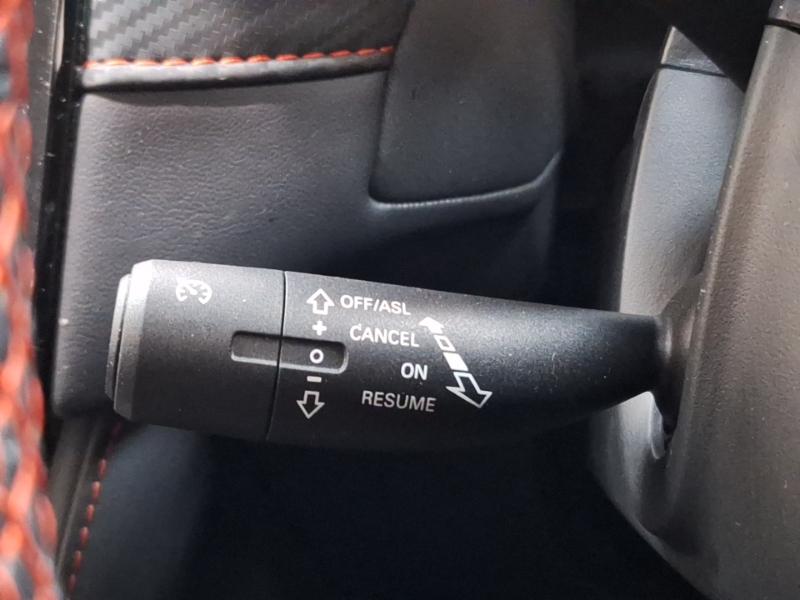 OFF/ASL
+
CANCEL
O
ON
-
RESUME